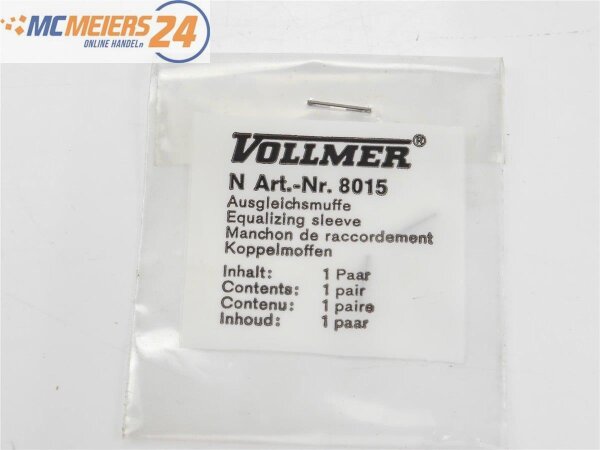 MCMEIERS24
ONLINE HANDELN
VOLLMER®
N Art.-Nr. 8015
Ausgleichsmuffe
Equalizing sleeve
Manchon de raccordement
Koppelmoffen
Inhalt: 1 Paar
Contents: 1 pair
Contenu: 1 paire
Inhoud: 1 paar